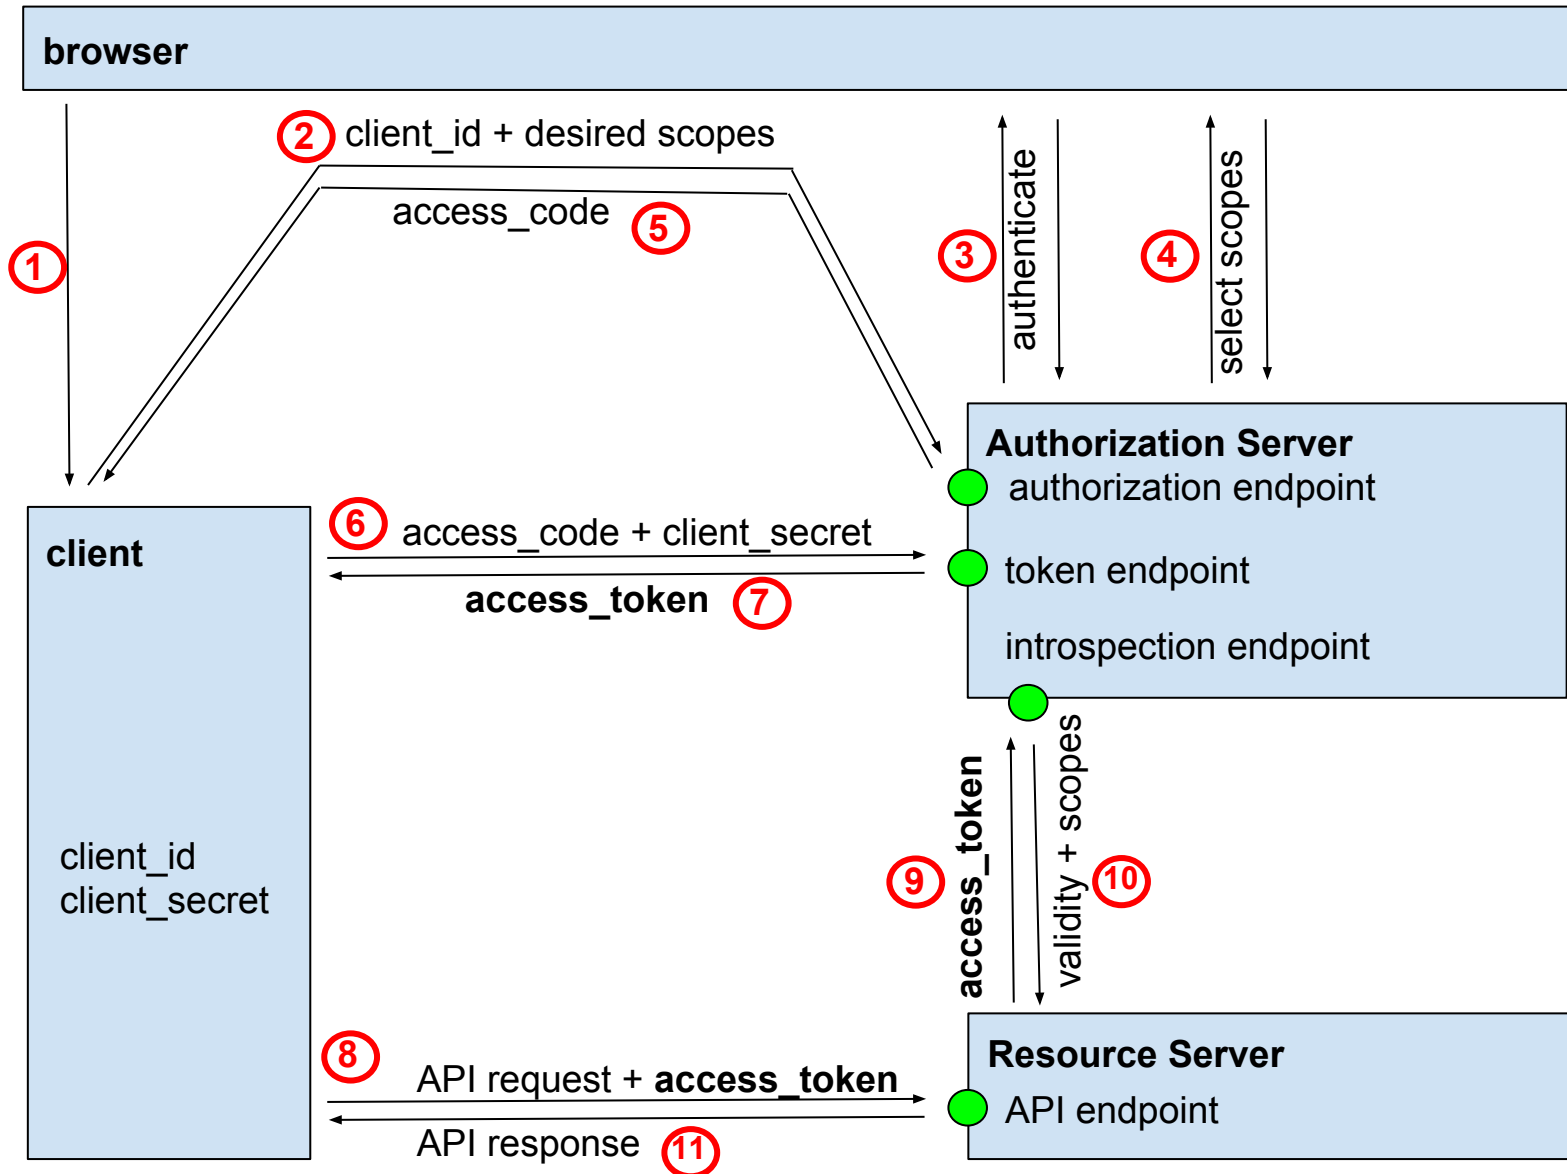 browser
2 client_id + desired scopes
access_code 5
1
3 authenticate
4 select scopes
Authorization Server
authorization endpoint
token endpoint
introspection endpoint
client
6 access_code + client_secret
access_token 7
client_id
client_secret
9 access_token
validity + scopes 10
8 API request + access_token
API response 11
Resource Server
API endpoint